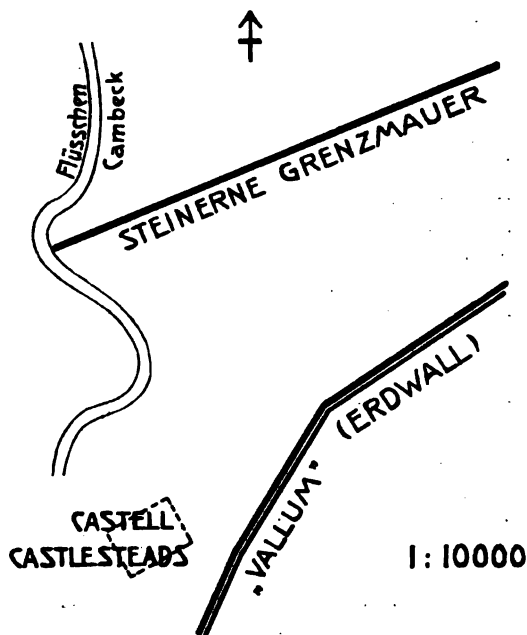 Flüsschen
Cambeck
STEINERNE GRENZMAUER
(ERDWALL)
„VALLUM”
CASTELL
CASTLESTEADS
1:10000